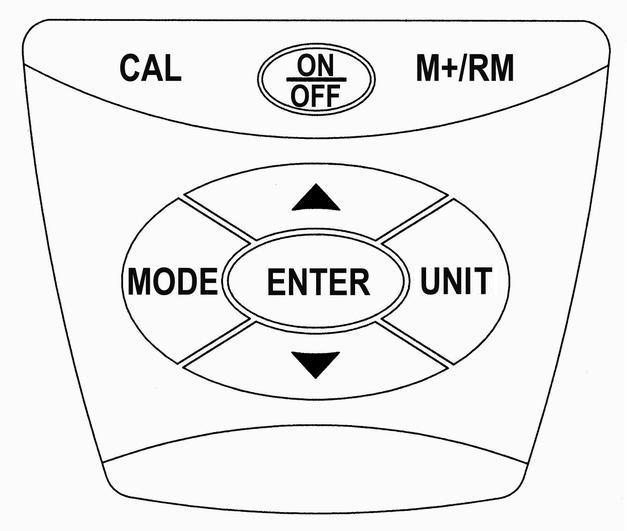 CAL
ON
OFF
M+/RM
MODE
ENTER
UNIT